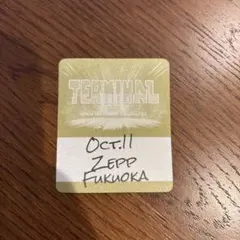 TERMINAL
OCT.11
ZEPP
FUKUOKA